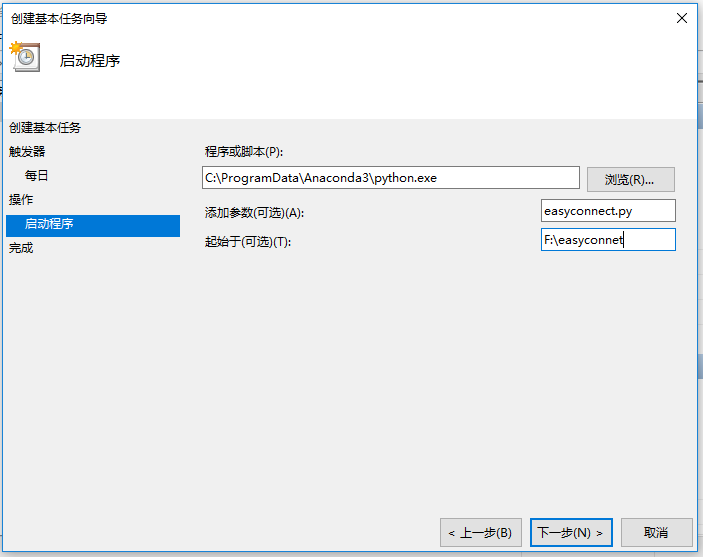 创建基本任务向导
启动程序
创建基本任务
触发器
每日
操作
启动程序
完成
程序或脚本(P):
C:\ProgramData\Anaconda3\python.exe
浏览(R)...
添加参数(可选)(A):
easyconnect.py
起始于(可选)(T):
F:\easyconnet
< 上一步(B)
下一步(N) >
取消